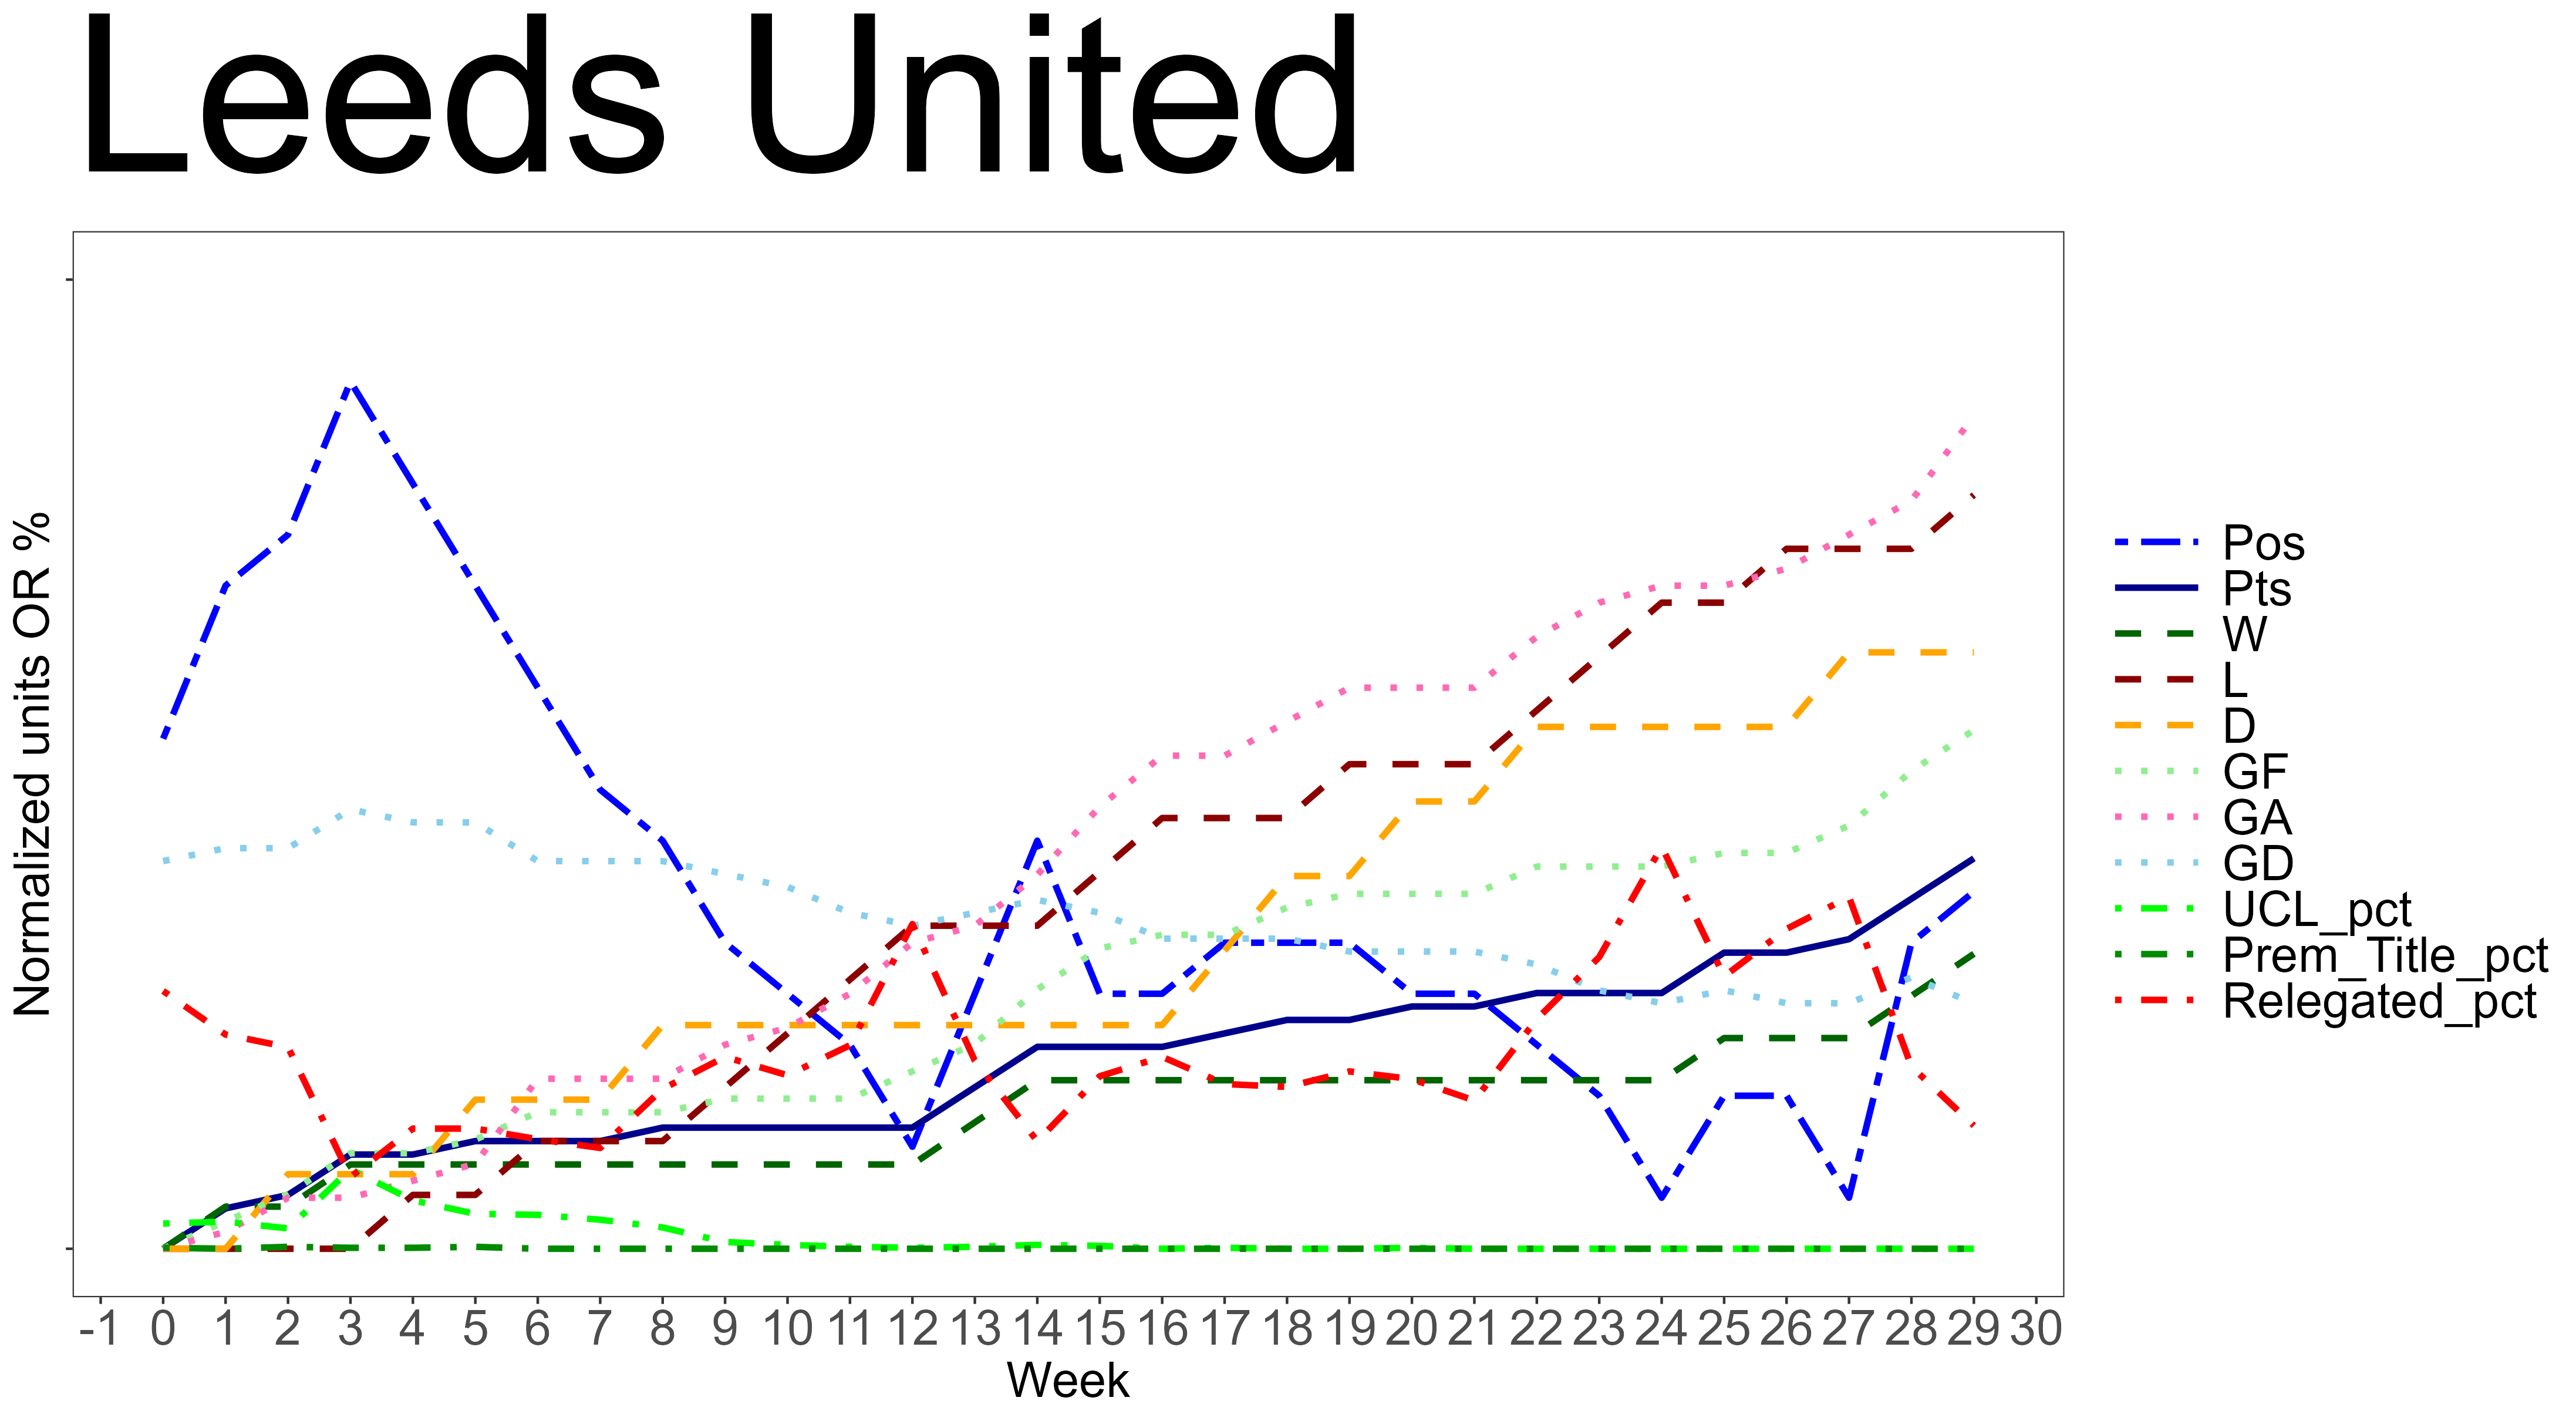 Leeds United
Normalized units OR %
Pos
Pts
W
L
D
GF
GA
GD
UCL_pct
Prem_Title_pct
Relegated_pct
-1 0 1 2 3 4 5 6 7 8 9 10 11 12 13 14 15 16 17 18 19 20 21 22 23 24 25 26 27 28 29 30
Week